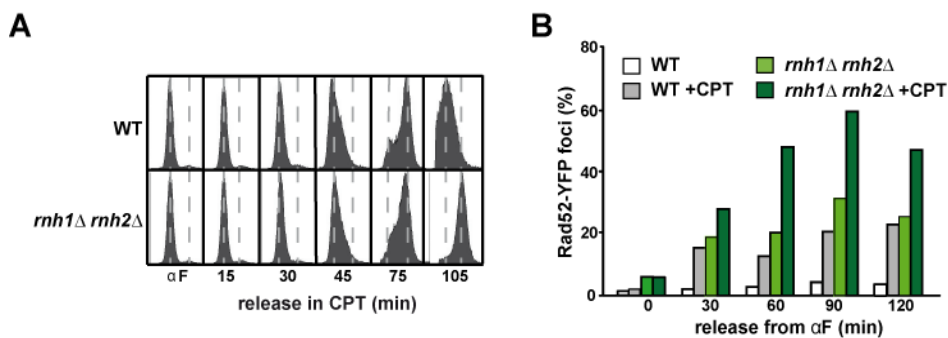 A
WT
rnh1Δ rnh2Δ
αF 15 30 45 75 105
release in CPT (min)
B
80
60
40
20
0
Rad52-YFP foci (%)
WT
WT +CPT
rnh1Δ rnh2Δ
rnh1Δ rnh2Δ +CPT
0 30 60 90 120
release from αF (min)